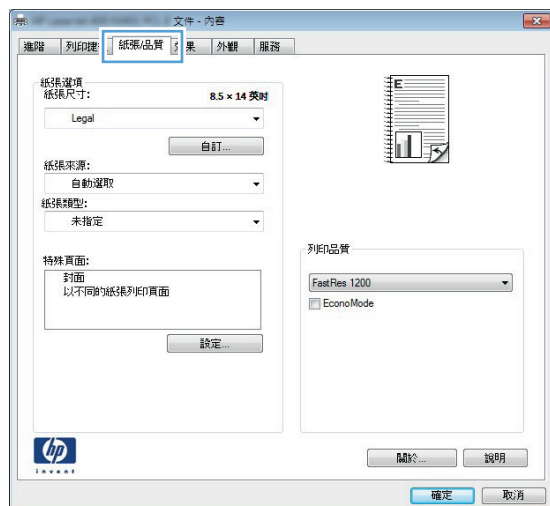 文件 - 內容
進階 列印捷 紙張/品質 果 外觀 服務
紙張選項
紙張尺寸: 8.5 × 14 英吋
Legal
自訂...
紙張來源:
自動選取
紙張類型:
未指定
特殊頁面:
封面
以不同的紙張列印頁面
設定...
E
列印品質
FastRes 1200
EconoMode
hp
invent
關於... 說明
確定 取消